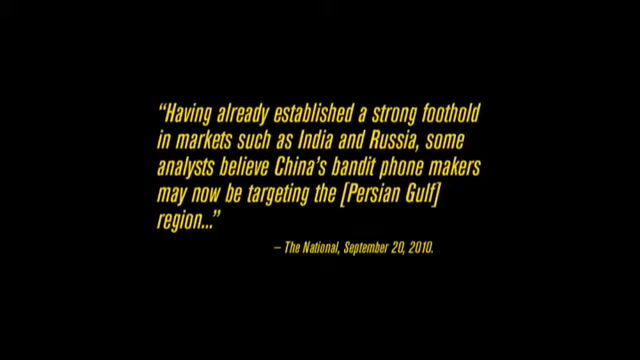 “Having already established a strong foothold
in markets such as India and Russia, some
analysts believe China’s bandit phone makers
may now be targeting the [Persian Gulf]
region...”
– The National, September 20, 2010.